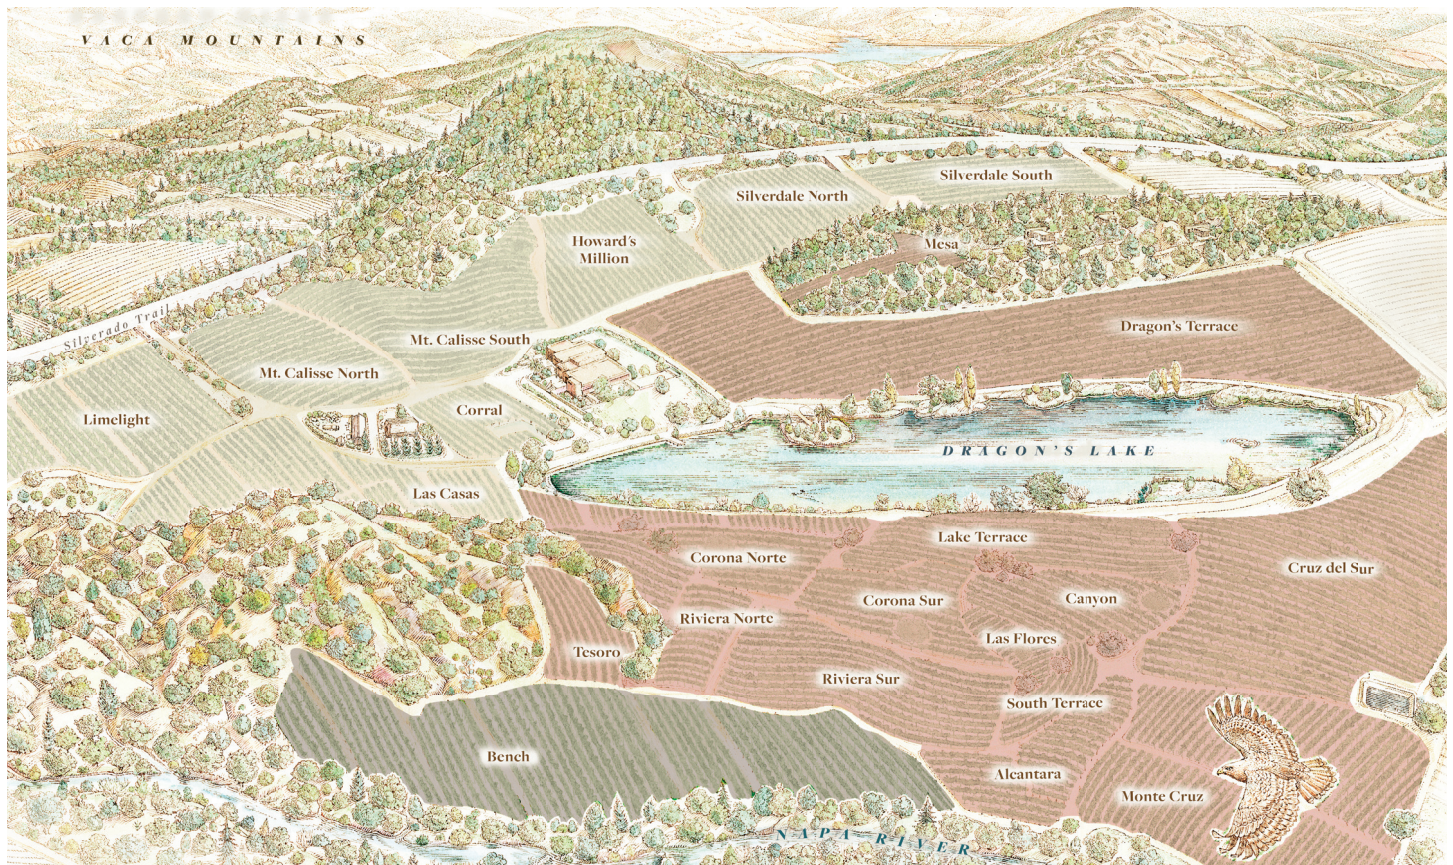 VACA MOUNTAINS
Silverdale South
Silverdale North
Howard's
Million
Mesa
Silverado Trail
Dragon's Terrace
Mt. Calisse South
Mt. Calisse North
Corral
Limelight
DRAGON'S LAKE
Las Casas
Lake Terrace
Corona Norte
Cruz del Sur
Corona Sur
Canyon
Riviera Norte
Las Flores
Tesoro
Riviera Sur
South Terrace
Bench
Alcantara
Monte Cruz
NAPA RIVER